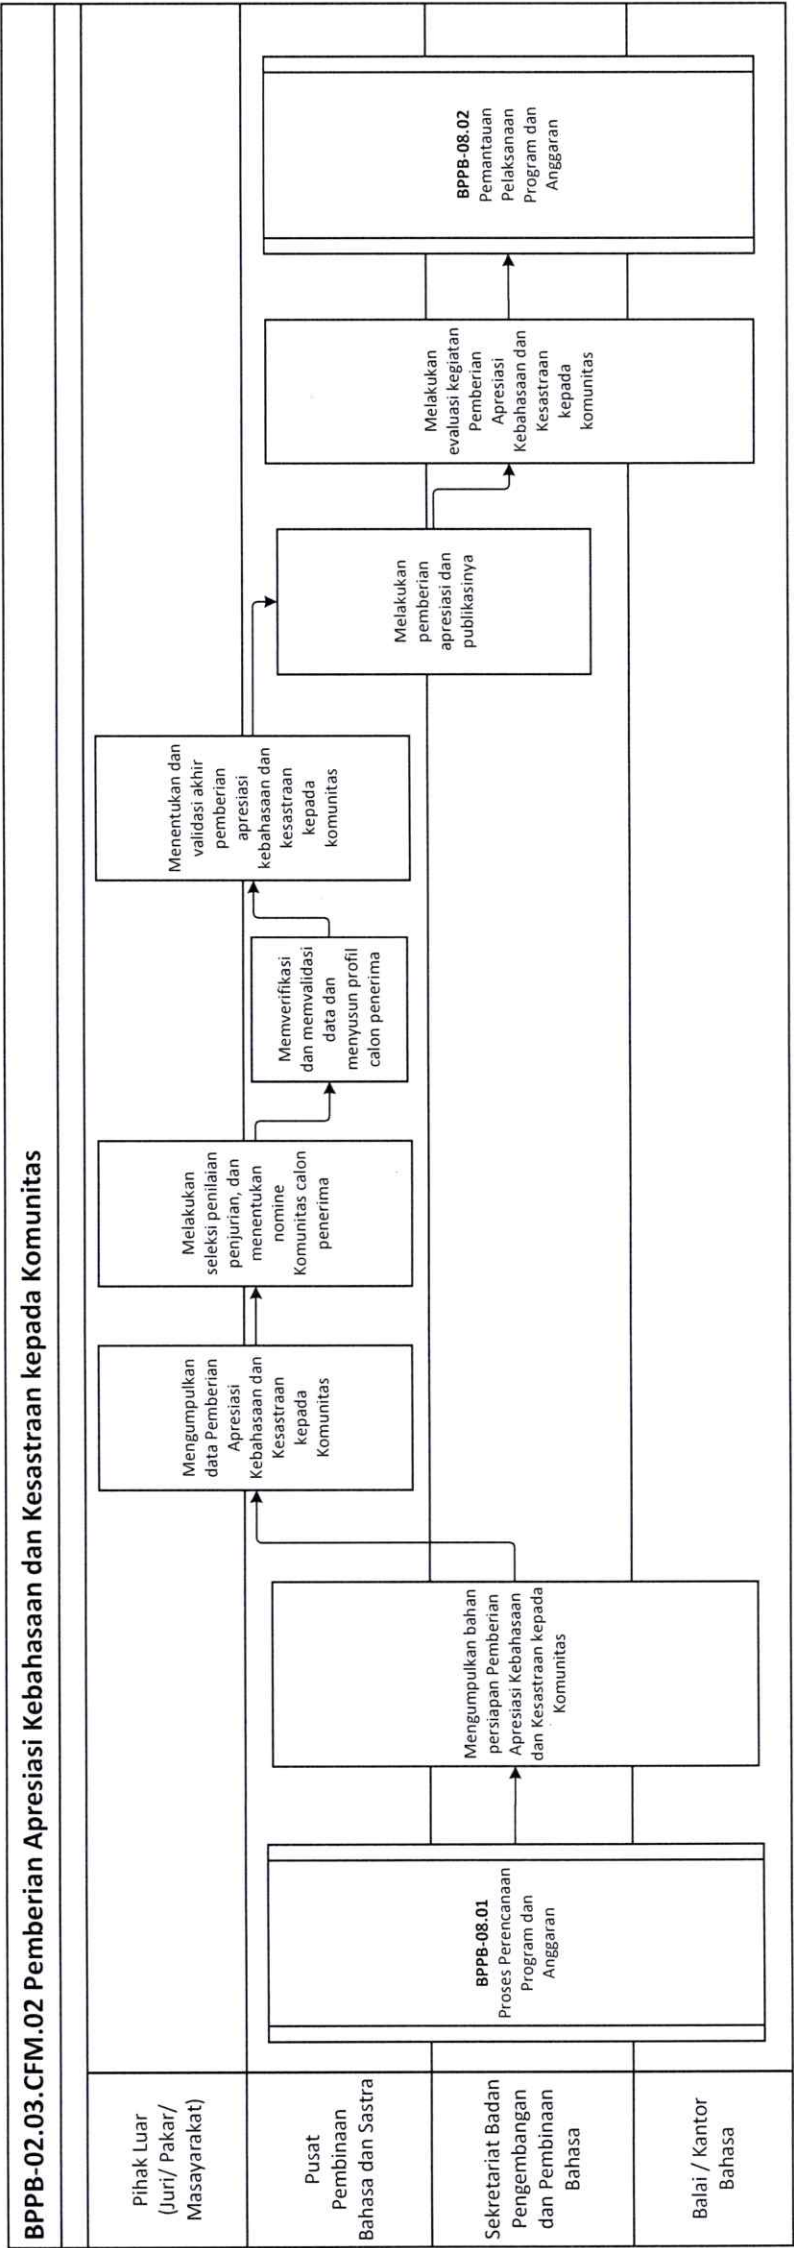 BPPB-02.03.CFM.02 Pemberian Apresiasi Kebahasaan dan Kesastraan kepada Komunitas
Pihak Luar
(Juri/ Pakar/
Masayarakat)
Pusat
Pembinaan
Bahasa dan Sastra
Sekretariat Badan
Pengembangan
dan Pembinaan
Bahasa
Balai / Kantor
Bahasa
BPPB-08.01
Proses Perencanaan
Program dan
Anggaran
Mengumpulkan bahan
persiapan Pemberian
Apresiasi Kebahasaan
dan Kesastraan kepada
Komunitas
Mengumpulkan
data Pemberian
Apresiasi
Kebahasaan dan
Kesastraan
kepada
Komunitas
Melakukan
seleksi penilaian
penjurian, dan
menentukan
nomine
Komunitas calon
penerima
Memverifikasi
dan memvalidasi
data dan
menyusun profil
calon penerima
Menentukan dan
validasi akhir
pemberian
apresiasi
kebahasaan dan
kesastraan
kepada
komunitas
Melakukan
pemberian
apresiasi dan
publikasinya
Melakukan
evaluasi kegiatan
Pemberian
Apresiasi
Kebahasaan dan
Kesastraan
kepada
komunitas
BPPB-08.02
Pemantauan
Pelaksanaan
Program dan
Anggaran